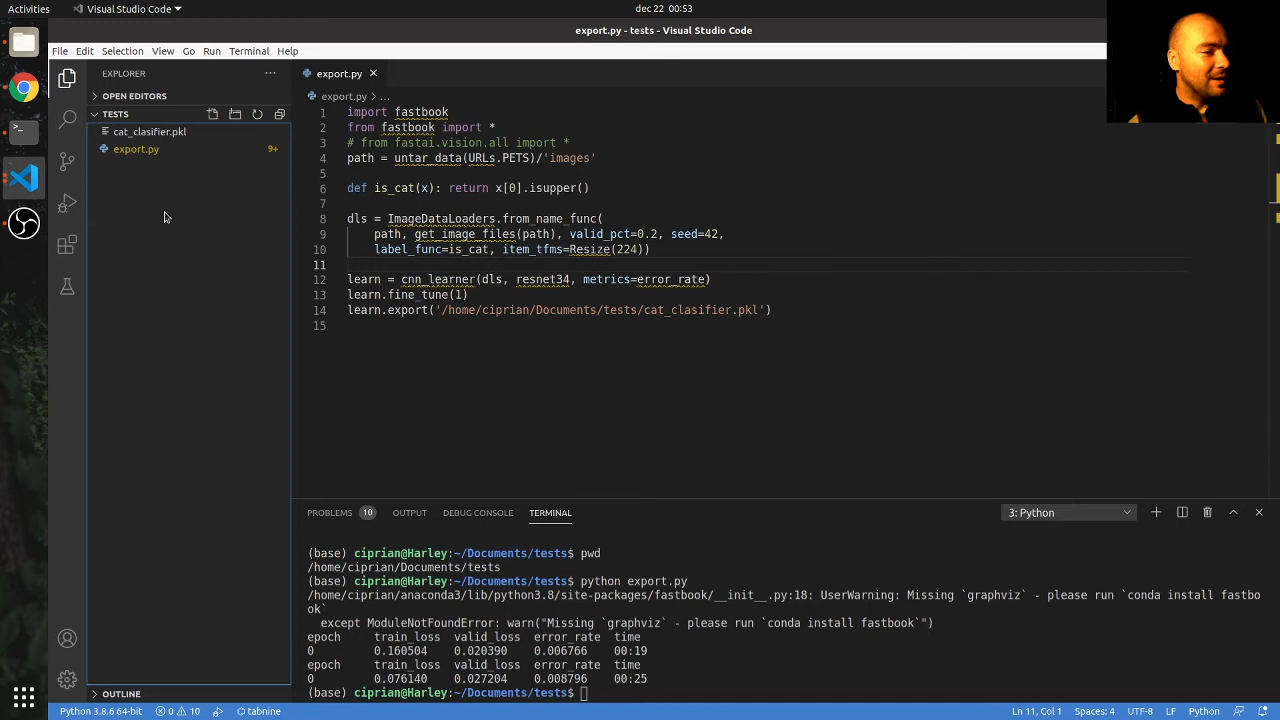 Activities
Visual Studio Code
dec 22 00:53
export.py - tests - Visual Studio Code
File Edit Selection View Go Run Terminal Help
EXPLORER
OPEN EDITORS
TESTS
cat_clasifier.pkl
export.py 9+
OUTLINE
export.py
export.py > ...
1 import fastbook
2 from fastbook import *
3 # from fastai.vision.all import *
4 path = untar_data(URLs.PETS)/'images'
5
6 def is_cat(x): return x[0].isupper()
7
8 dls = ImageDataLoaders.from_name_func(
9 path, get_image_files(path), valid_pct=0.2, seed=42,
10 label_func=is_cat, item_tfms=Resize(224))
11
12 learn = cnn_learner(dls, resnet34, metrics=error_rate)
13 learn.fine_tune(1)
14 learn.export('/home/ciprian/Documents/tests/cat_clasifier.pkl')
15
PROBLEMS 10 OUTPUT DEBUG CONSOLE TERMINAL 3: Python
(base) ciprian@Harley:~/Documents/tests$ pwd
/home/ciprian/Documents/tests
(base) ciprian@Harley:~/Documents/tests$ python export.py
/home/ciprian/anaconda3/lib/python3.8/site-packages/fastbook/__init__.py:18: UserWarning: Missing `graphviz` - please run `conda install fastbo
ok`
except ModuleNotFoundError: warn("Missing `graphviz` - please run `conda install fastbook`")
epoch train_loss valid_loss error_rate time
0 0.160504 0.020390 0.006766 00:19
epoch train_loss valid_loss error_rate time
0 0.076140 0.027204 0.008796 00:25
(base) ciprian@Harley:~/Documents/tests$
Python 3.8.6 64-bit 0 10 tabnine Ln 11, Col 1 Spaces: 4 UTF-8 LF Python